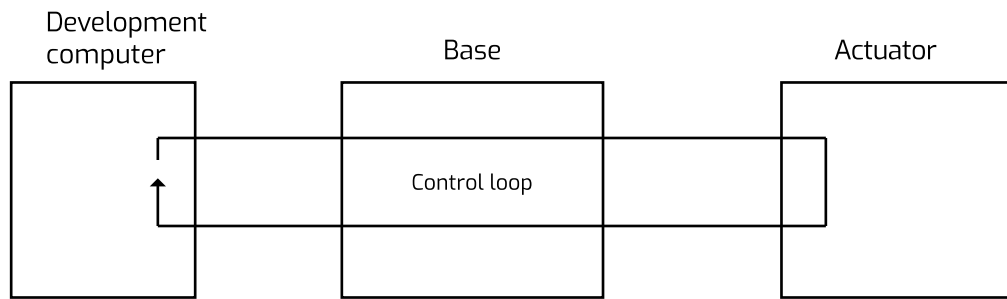 Development
computer
Base
Actuator
Control loop